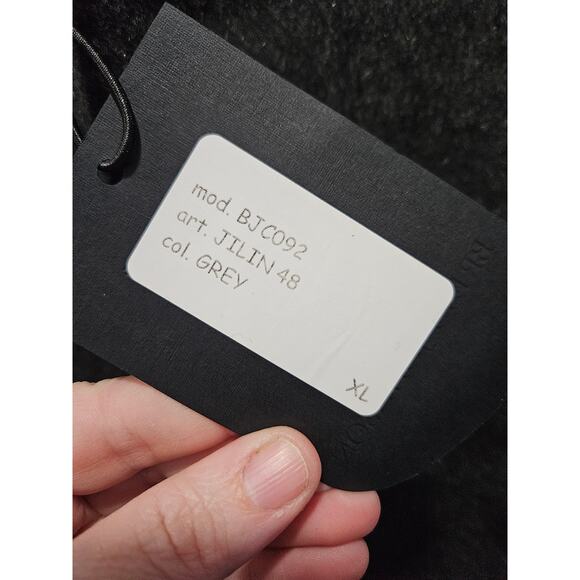 mod. BJC092
art. JILIN 48
col. GREY
XL